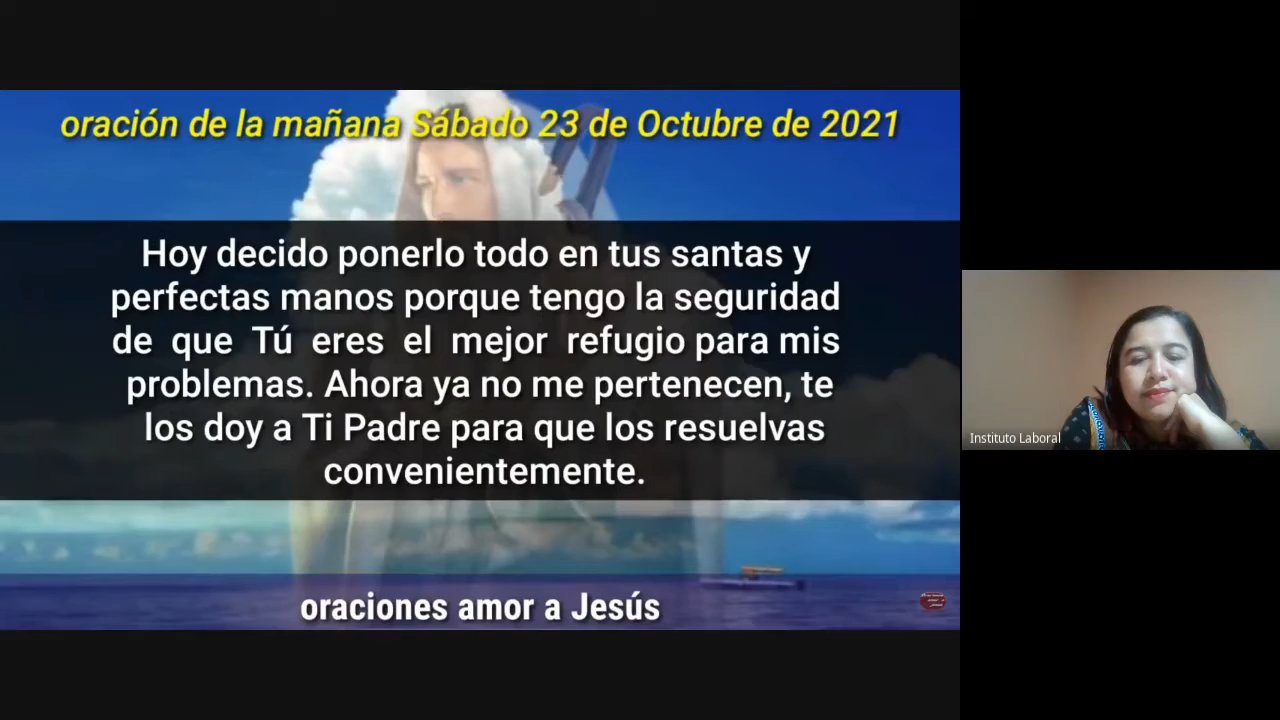 oración de la mañana Sábado 23 de Octubre de 2021
Hoy decido ponerlo todo en tus santas y
perfectas manos porque tengo la seguridad
de que Tú eres el mejor refugio para mis
problemas. Ahora ya no me pertenecen, te
los doy a Ti Padre para que los resuelvas
convenientemente.
oraciones amor a Jesús
Instituto Laboral